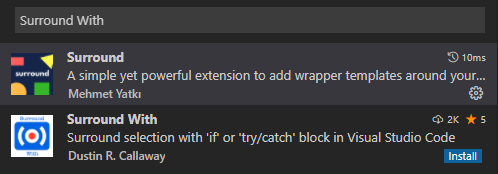 Surround With
surround
Surround
10ms
A simple yet powerful extension to add wrapper templates around your...
Mehmet Yatkı
Surround
With
Surround With
2K
5
Surround selection with 'if' or 'try/catch' block in Visual Studio Code
Dustin R. Callaway
Install